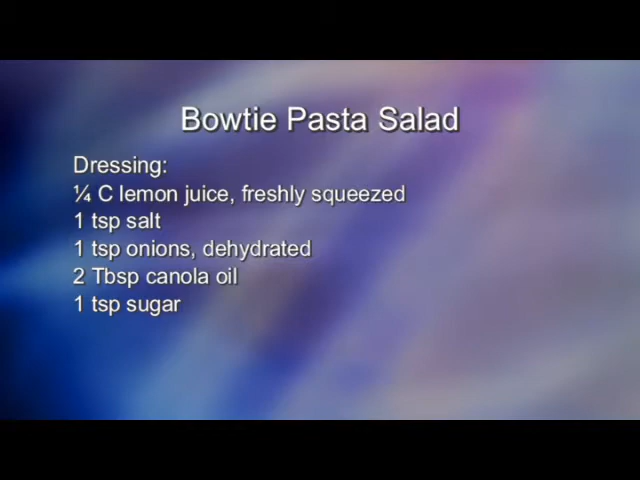 Bowtie Pasta Salad
Dressing:
¼ C lemon juice, freshly squeezed
1 tsp salt
1 tsp onions, dehydrated
2 Tbsp canola oil
1 tsp sugar